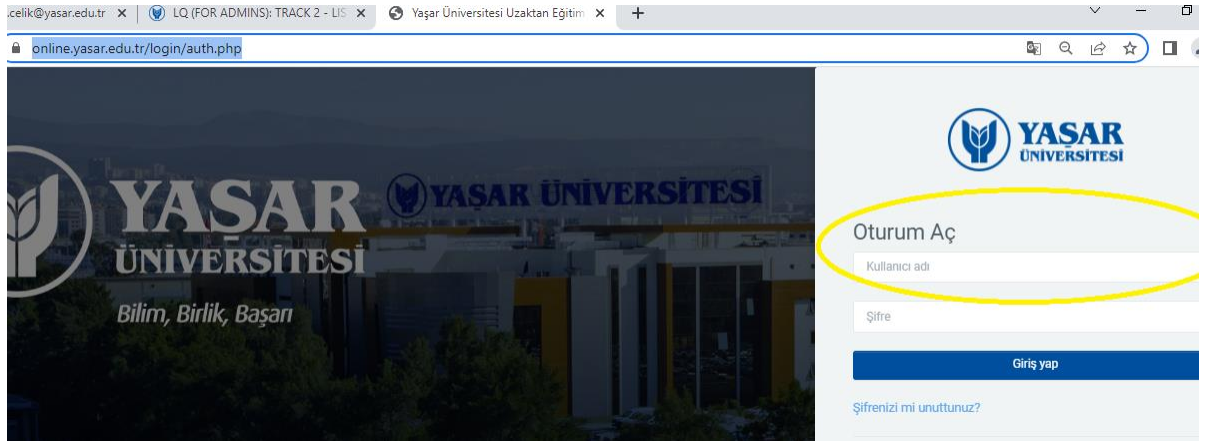 .celik@yasar.edu.tr
LQ (FOR ADMINS): TRACK 2 - LIS
Yaşar Üniversitesi Uzaktan Eğitim
online.yasar.edu.tr/login/auth.php
YAŞAR
ÜNİVERSİTESİ
Bilim, Birlik, Başarı
YAŞAR ÜNİVERSİTESİ
YAŞAR
ÜNİVERSİTESİ
Oturum Aç
Kullanıcı adı
Şifre
Giriş yap
Şifrenizi mi unuttunuz?